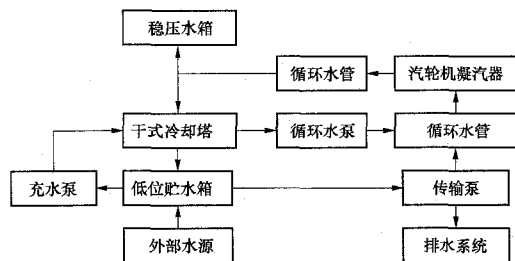 稳压水箱
循环水管
汽轮机凝汽器
干式冷却塔
循环水泵
循环水管
充水泵
低位贮水箱
传输泵
外部水源
排水系统